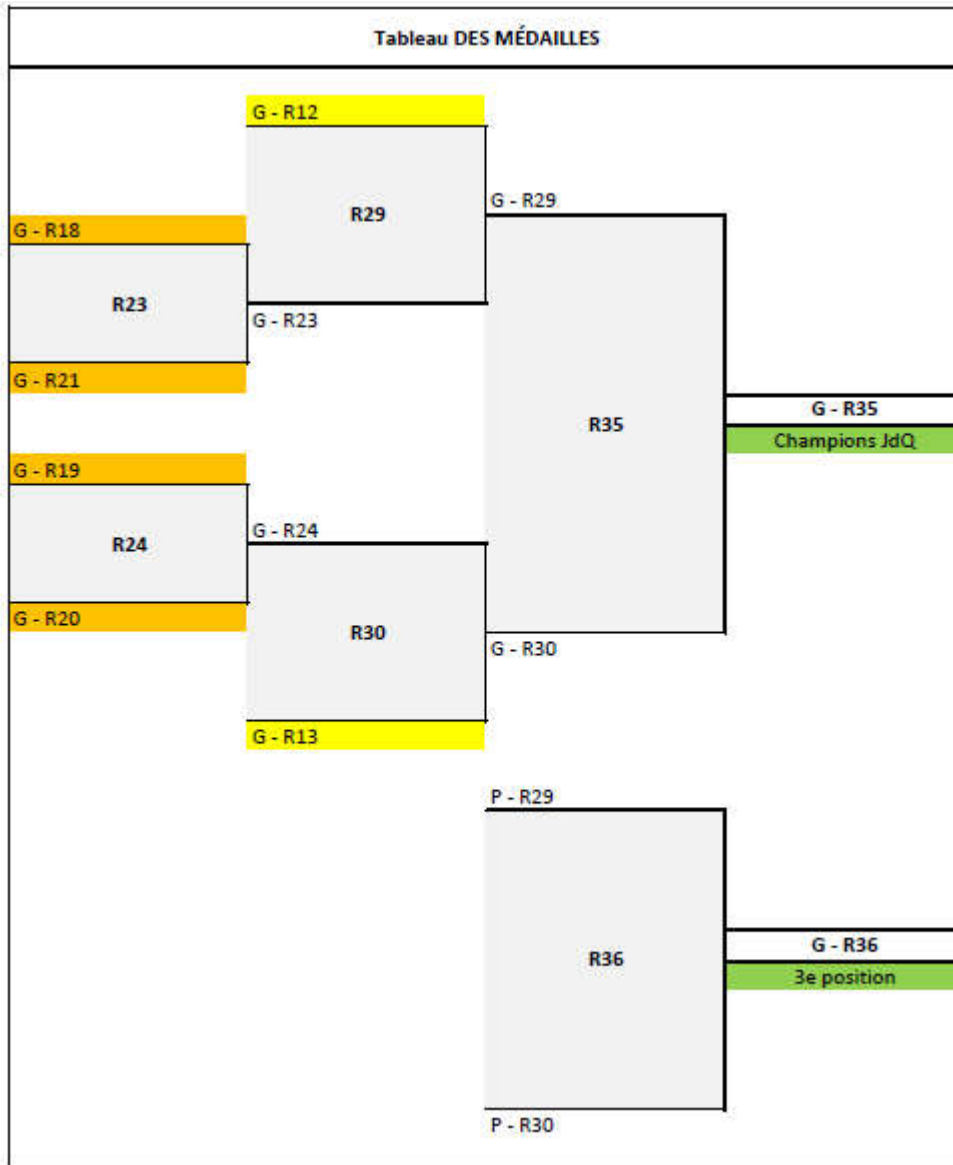 Tableau DES MÉDAILLES
G - R12
R29
G - R29
G - R18
R23
G - R23
G - R21
R35
G - R35
Champions JdQ
G - R19
R24
G - R24
G - R20
R30
G - R30
G - R13
P - R29
R36
G - R36
3e position
P - R30